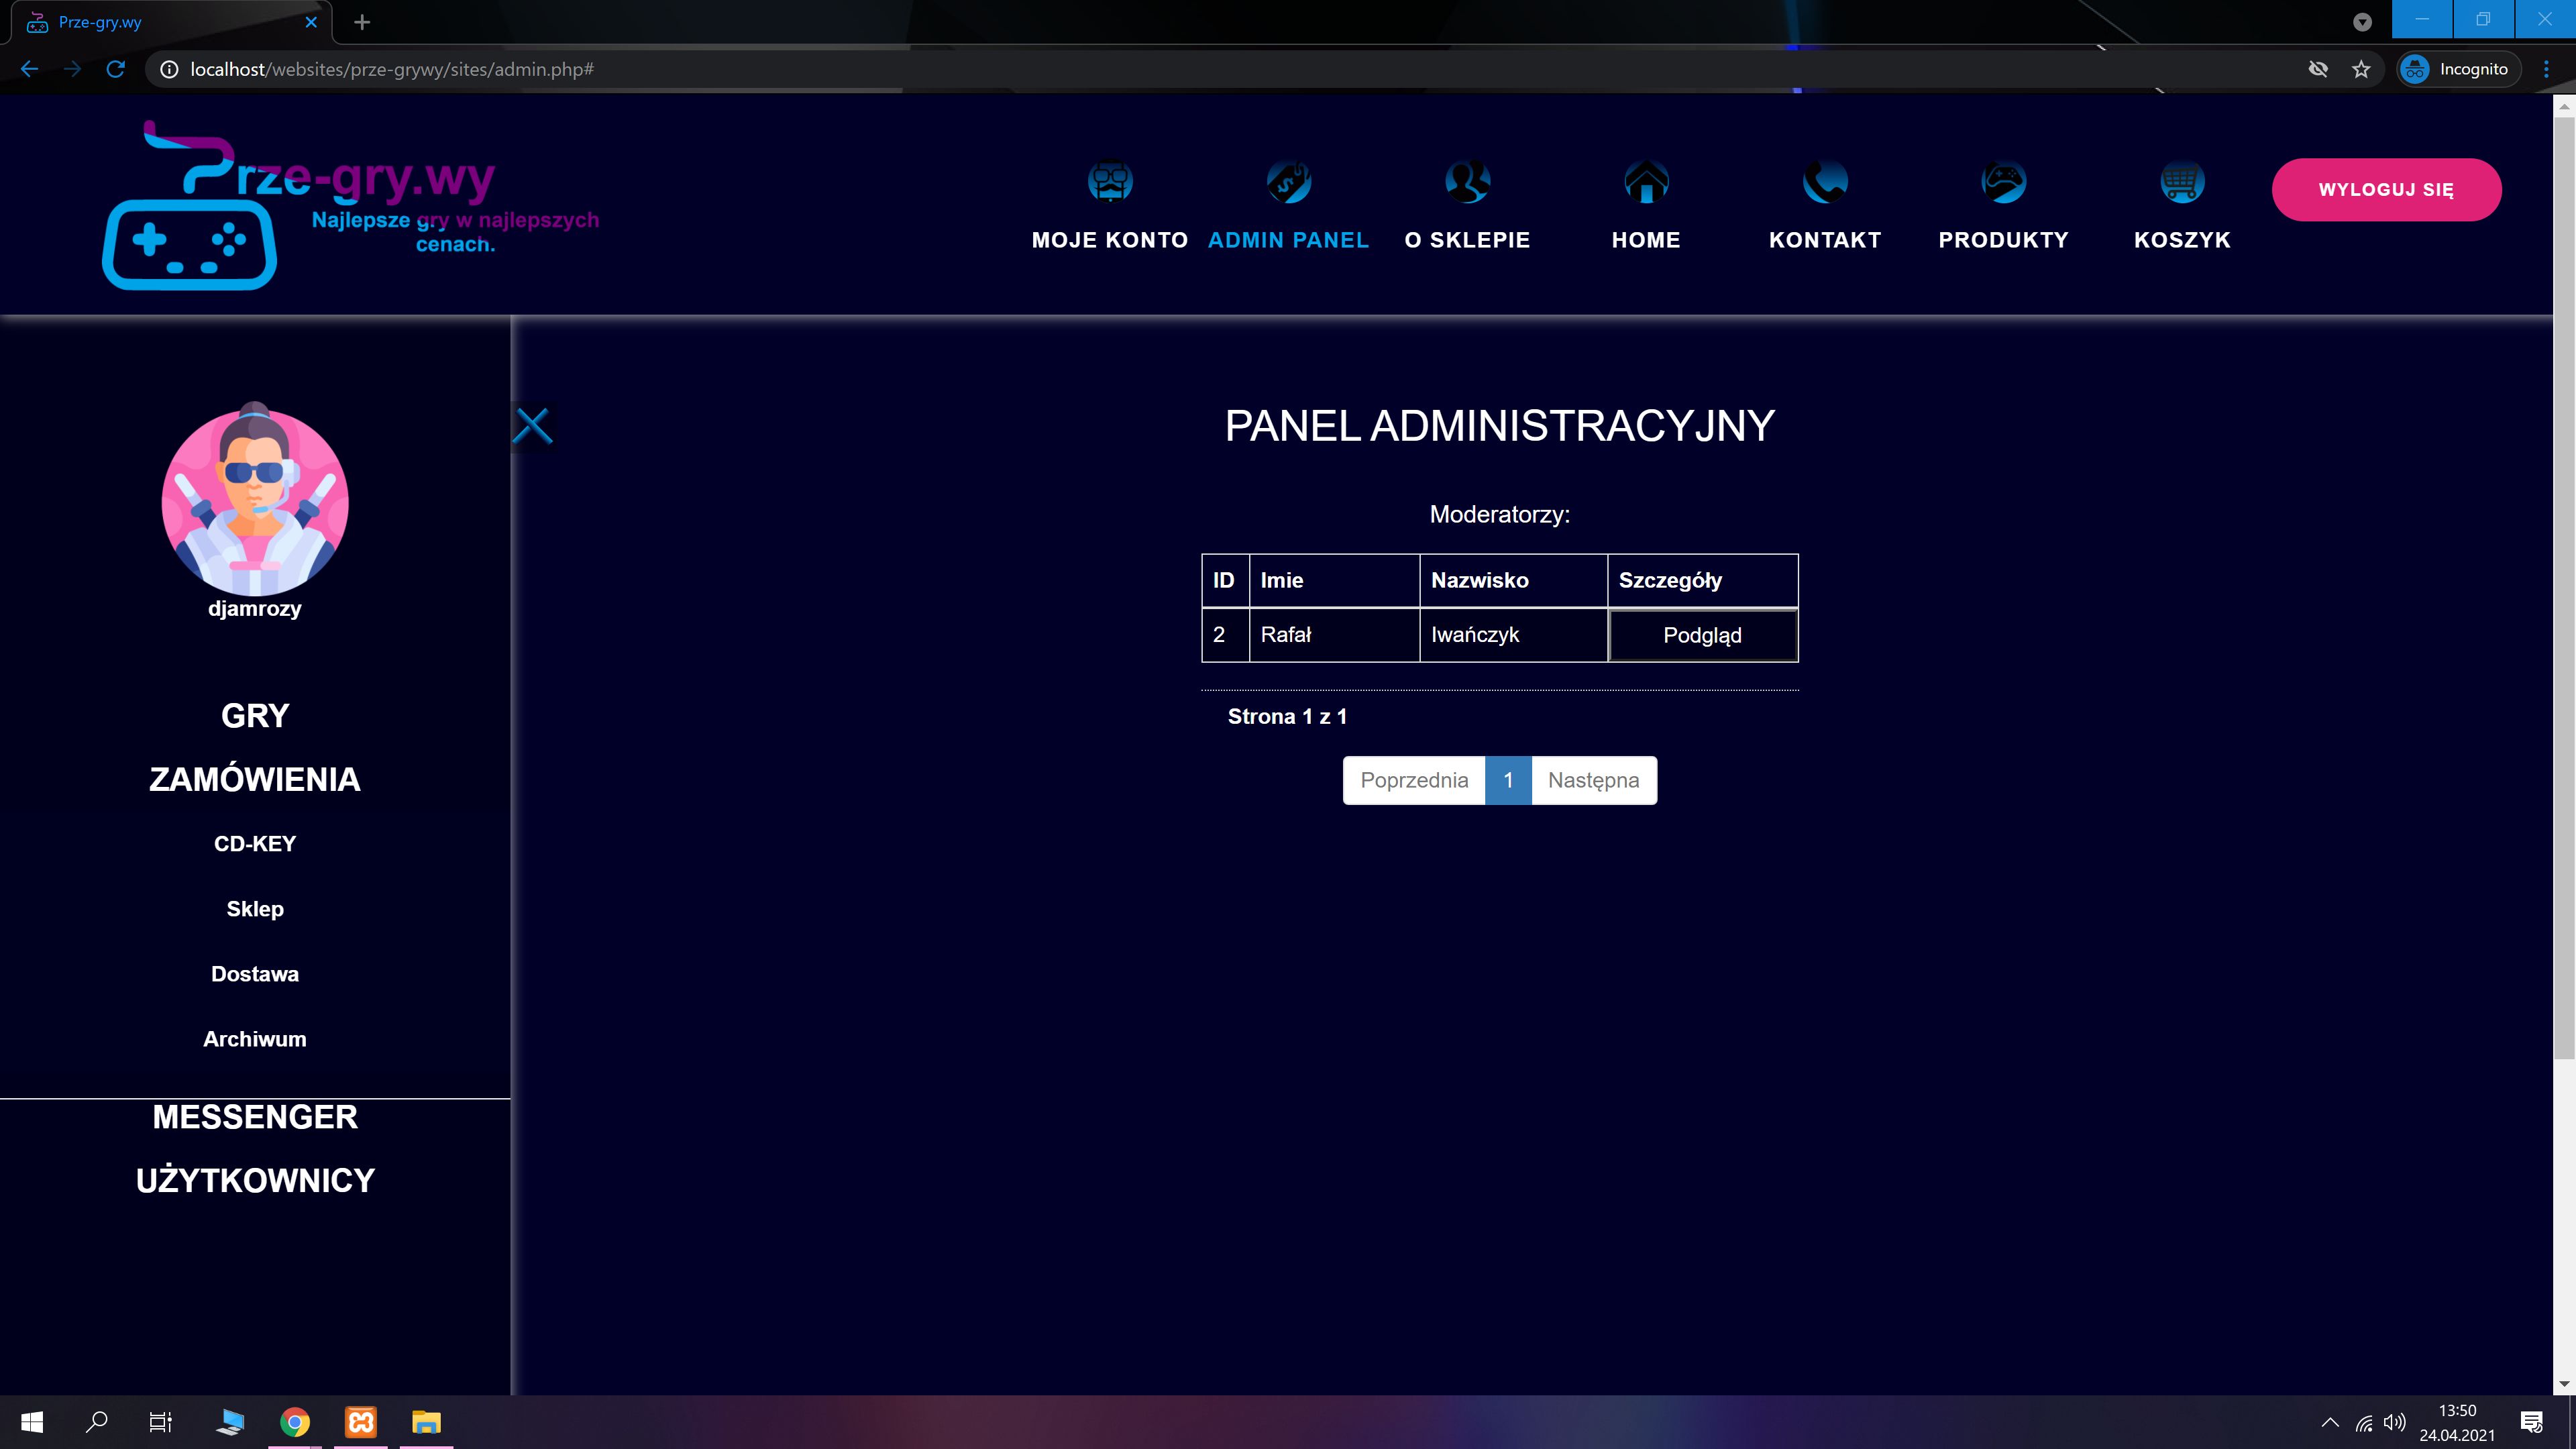 Prze-gry.wy
localhost/websites/prze-grywy/sites/admin.php#
Incognito
Prze-gry.wy
Najlepsze gry w najlepszych
cenach.
MOJE KONTO
ADMIN PANEL
O SKLEPIE
HOME
KONTAKT
PRODUKTY
KOSZYK
WYLOGUJ SIĘ
djamrozy
GRY
ZAMÓWIENIA
CD-KEY
Sklep
Dostawa
Archiwum
MESSENGER
UŻYTKOWNICY
PANEL ADMINISTRACYJNY
Moderatorzy:
ID Imie Nazwisko Szczegóły
2 Rafał Iwańczyk Podgląd
Strona 1 z 1
Poprzednia 1 Następna
13:50
24.04.2021